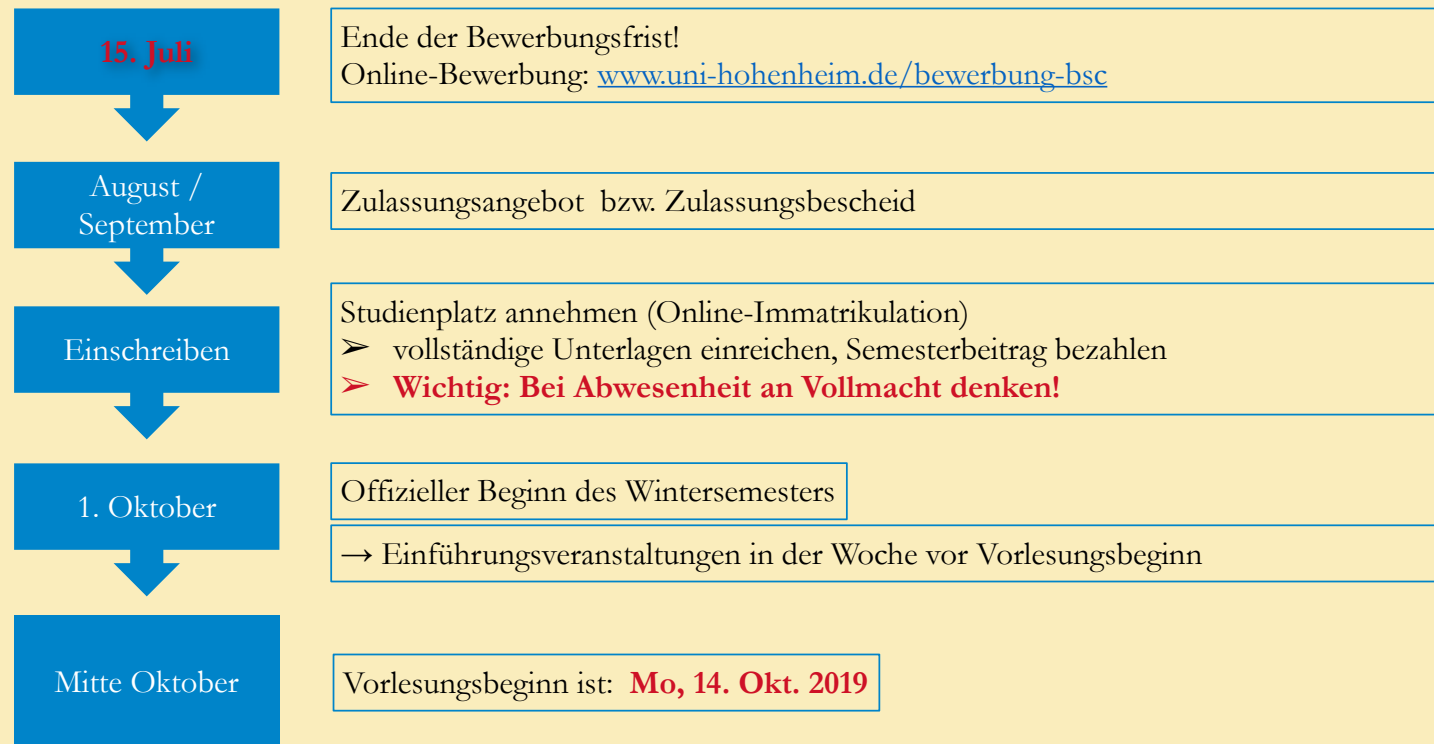 15. Juli
Ende der Bewerbungsfrist!
Online-Bewerbung: www.uni-hohenheim.de/bewerbung-bsc
August /
September
Zulassungsangebot bzw. Zulassungsbescheid
Einschreiben
Studienplatz annehmen (Online-Immatrikulation)
➢ vollständige Unterlagen einreichen, Semesterbeitrag bezahlen
➢ Wichtig: Bei Abwesenheit an Vollmacht denken!
1. Oktober
Offizieller Beginn des Wintersemesters
→ Einführungsveranstaltungen in der Woche vor Vorlesungsbeginn
Mitte Oktober
Vorlesungsbeginn ist: Mo, 14. Okt. 2019